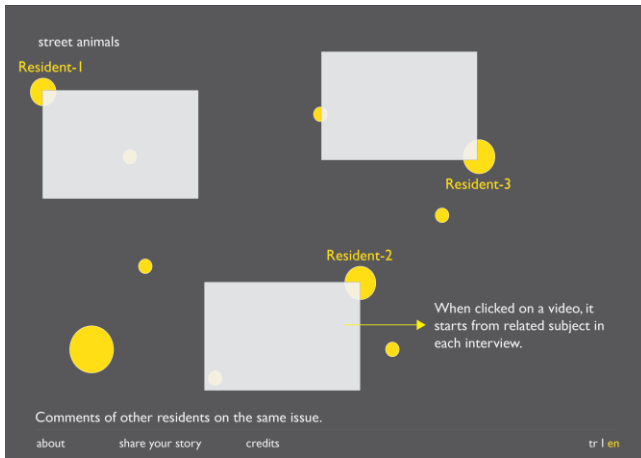 street animals
Resident-1
Resident-3
Resident-2
When clicked on a video, it
starts from related subject in
each interview.
Comments of other residents on the same issue.
about share your story credits tr | en